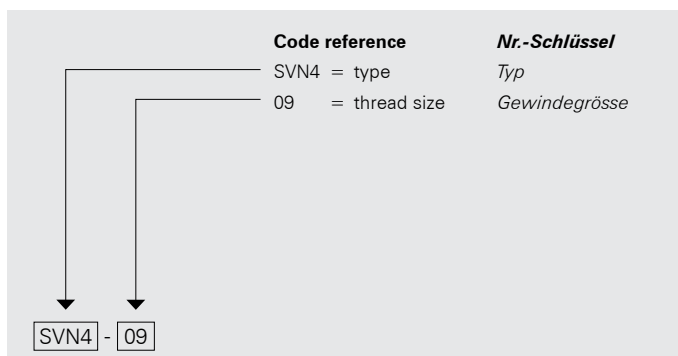 Code reference Nr.-Schlüssel
SVN4 = type Typ
09 = thread size Gewindegrösse
SVN4 - 09